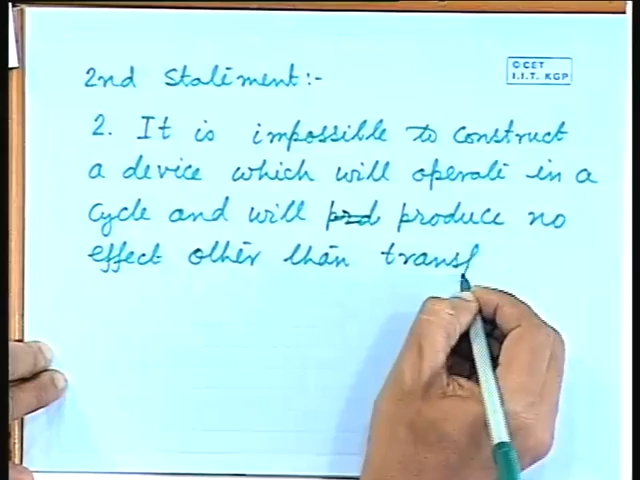 2nd Statement:-
© CET
I.I.T. KGP
2. It is impossible to construct
a device which will operate in a
cycle and will prd produce no
effect other than transf